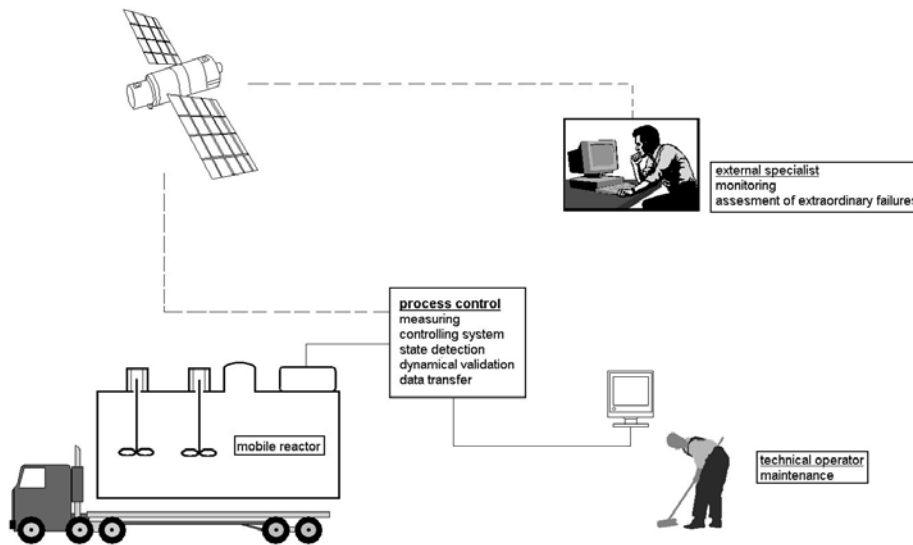 external specialist
monitoring
assesment of extraordinary failures
process control
measuring
controlling system
state detection
dynamical validation
data transfer
mobile reactor
technical operator
maintenance